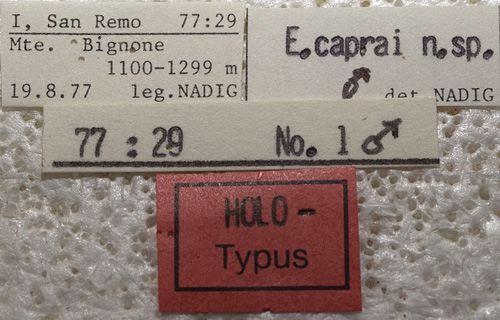 I, San Remo 77:29
Mte. Bignone
1100-1299 m
19.8.77 leg.NADIG
E.caprai n.sp.
♂
det NADIG
77 : 29 No. 1 ♂
HOLO-
Typus